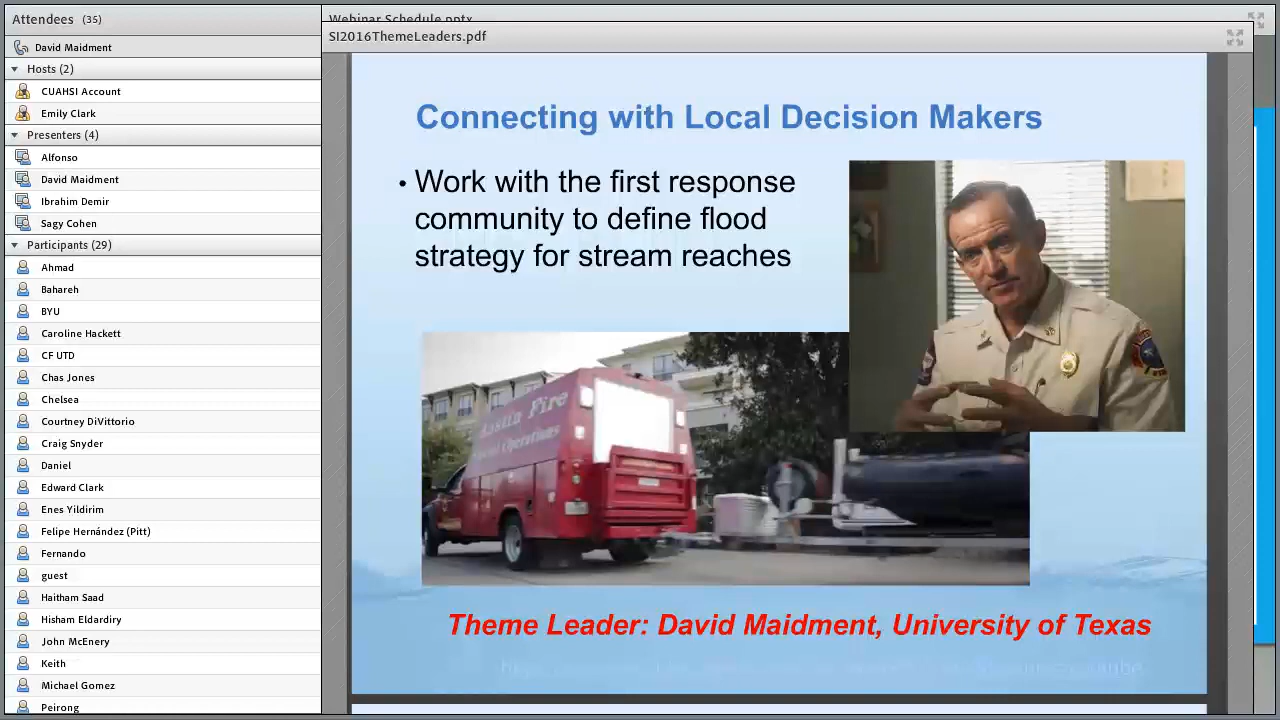 Attendees (35)
David Maidment
Hosts (2)
CUAHSI Account
Emily Clark
Presenters (4)
Alfonso
David Maidment
Ibrahim Demir
Sagy Cohen
Participants (29)
Ahmad
Bahareh
BYU
Caroline Hackett
CF UTD
Chas Jones
Chelsea
Courtney DiVittorio
Craig Snyder
Daniel
Edward Clark
Enes Yildirim
Felipe Hernández (Pitt)
Fernando
guest
Haitham Saad
Hisham Eldardiry
John McEnery
Keith
Michael Gomez
Peirong
Webinar Schedule.pptx
SI2016ThemeLeaders.pdf
Connecting with Local Decision Makers
• Work with the first response
community to define flood
strategy for stream reaches
Austin Fire
Operations
Theme Leader: David Maidment, University of Texas